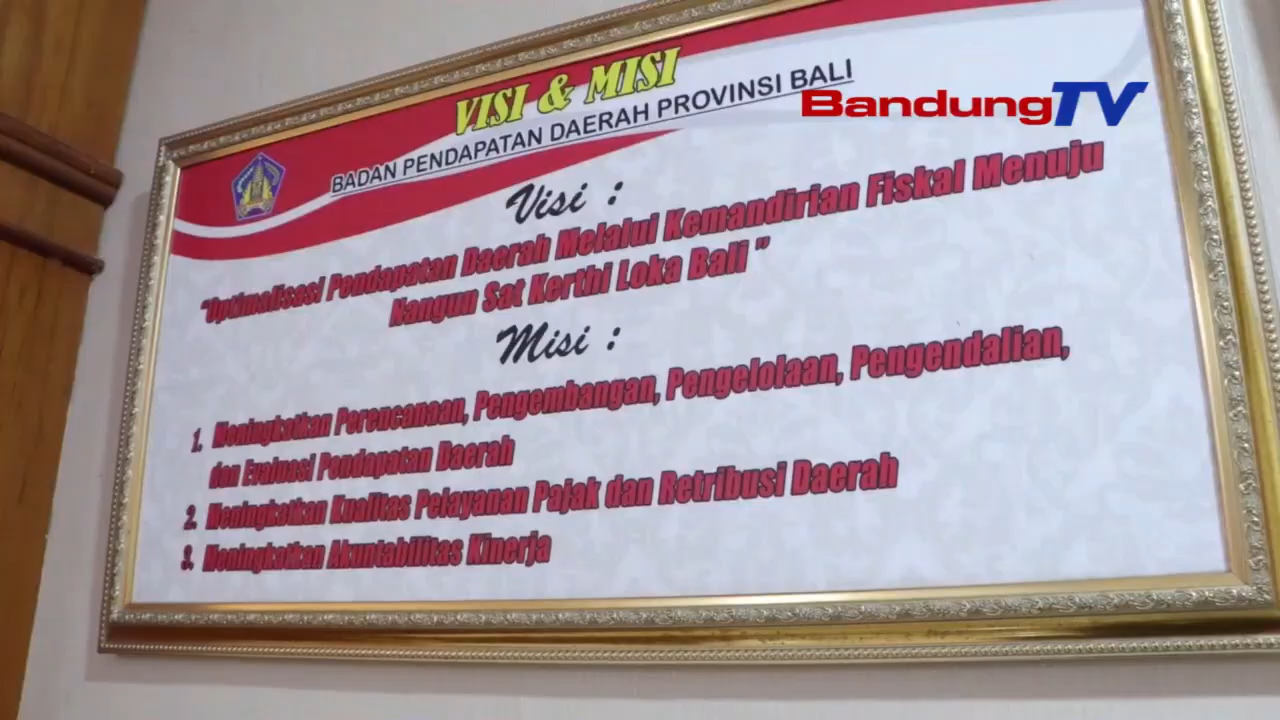 VISI & MISI
BADAN PENDAPATAN DAERAH PROVINSI BALI
BandungTV
Visi :
"Optimalisasi Pendapatan Daerah Melalui Kemandirian Fiskal Menuju
Nangun Sat Kerthi Loka Bali "
Misi :
1. Meningkatkan Perencanaan, Pengembangan, Pengelolaan, Pengendalian,
dan Evaluasi Pendapatan Daerah
2. Meningkatkan Kualitas Pelayanan Pajak dan Retribusi Daerah
3. Meningkatkan Akuntabilitas Kinerja